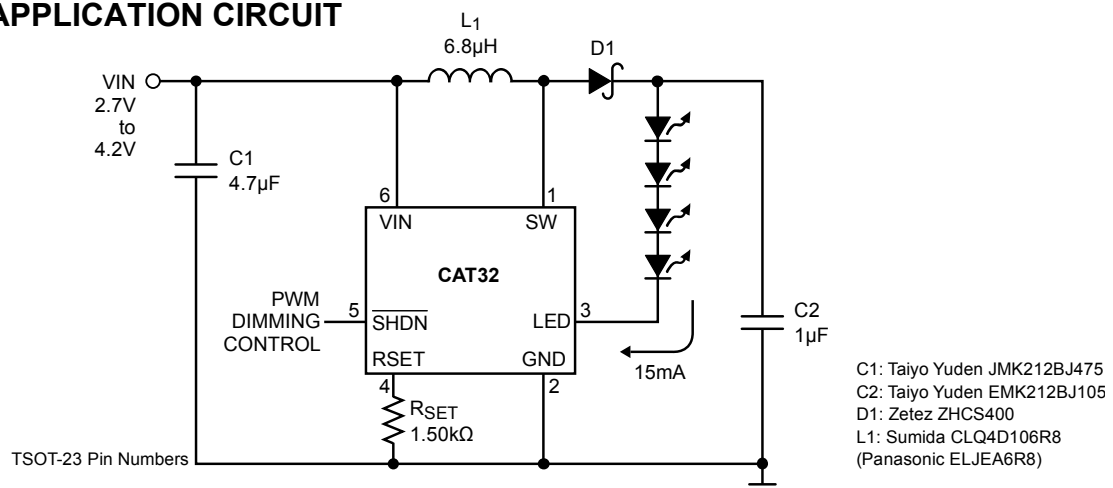 APPLICATION CIRCUIT
L1
6.8µH
D1
VIN
2.7V
to
4.2V
C1
4.7µF
6
1
VIN
SW
CAT32
PWM
DIMMING
CONTROL
5
SHDN
LED
3
RSET
GND
4
2
15mA
C2
1µF
RSET
1.50kΩ
TSOT-23 Pin Numbers
C1: Taiyo Yuden JMK212BJ475
C2: Taiyo Yuden EMK212BJ105
D1: Zetez ZHCS400
L1: Sumida CLQ4D106R8
(Panasonic ELJEA6R8)